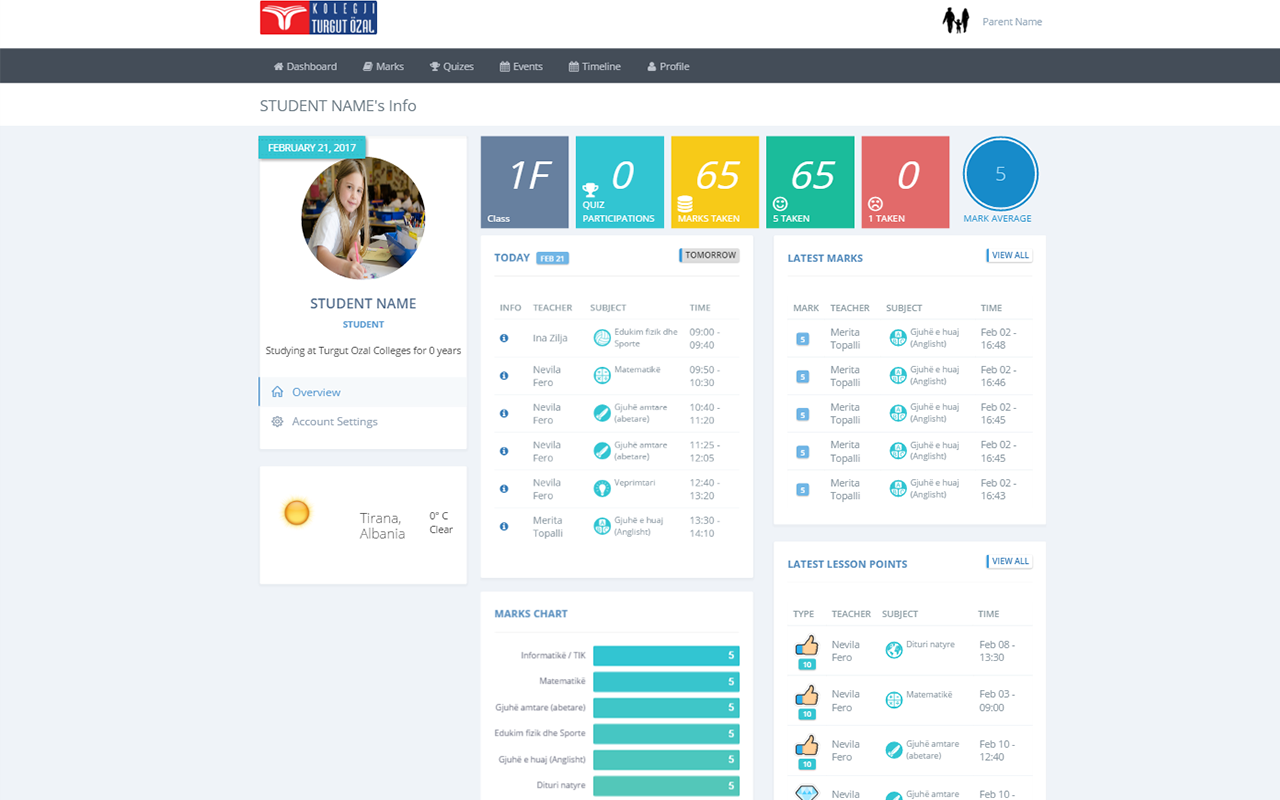 KOLEGJI
TURGUT ÖZAL
Parent Name
Dashboard
Marks
Quizes
Events
Timeline
Profile
STUDENT NAME's Info
FEBRUARY 21, 2017
STUDENT NAME
STUDENT
Studying at Turgut Ozal Colleges for 0 years
Overview
Account Settings
Tirana,
Albania
0° C
Clear
1F
Class
0
QUIZ
PARTICIPATIONS
65
MARKS TAKEN
65
5 TAKEN
0
1 TAKEN
5
MARK AVERAGE
TODAY FEB 21
TOMORROW
INFO TEACHER SUBJECT TIME
Ina Zilja Edukim fizik dhe 09:00 -
Sporte 09:40
Nevila Matematikë 09:50 -
Fero 10:30
Nevila Gjuhë amtare 10:40 -
Fero (abetare) 11:20
Nevila Gjuhë amtare 11:25 -
Fero (abetare) 12:05
Nevila Veprimtari 12:40 -
Fero 13:20
Merita Gjuhë e huaj 13:30 -
Topalli (Anglisht) 14:10
MARKS CHART
Informatikë / TIK 5
Matematikë 5
Gjuhë amtare (abetare) 5
Edukim fizik dhe Sporte 5
Gjuhë e huaj (Anglisht) 5
Dituri natyre 5
LATEST MARKS
VIEW ALL
MARK TEACHER SUBJECT TIME
5 Merita Gjuhë e huaj Feb 02 -
Topalli (Anglisht) 16:48
5 Merita Gjuhë e huaj Feb 02 -
Topalli (Anglisht) 16:46
5 Merita Gjuhë e huaj Feb 02 -
Topalli (Anglisht) 16:45
5 Merita Gjuhë e huaj Feb 02 -
Topalli (Anglisht) 16:45
5 Merita Gjuhë e huaj Feb 02 -
Topalli (Anglisht) 16:43
LATEST LESSON POINTS
VIEW ALL
TYPE TEACHER SUBJECT TIME
Nevila Dituri natyre Feb 08 -
10 Fero 13:30
Nevila Matematikë Feb 03 -
10 Fero 09:00
Nevila Gjuhë amtare Feb 10 -
10 Fero (abetare) 12:40
Nevila Gjuhë amtare Feb 10 -